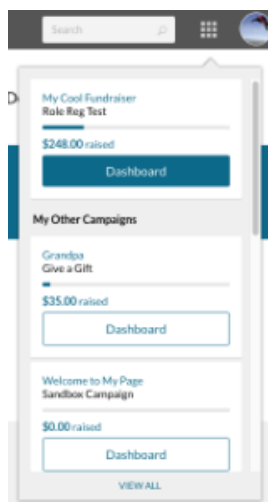 Search
My Cool Fundraiser
Role Reg Test
$248.00 raised
Dashboard
My Other Campaigns
Grandpa
Give a Gift
$35.00 raised
Dashboard
Welcome to My Page
Sandbox Campaign
$0.00 raised
Dashboard
VIEW ALL